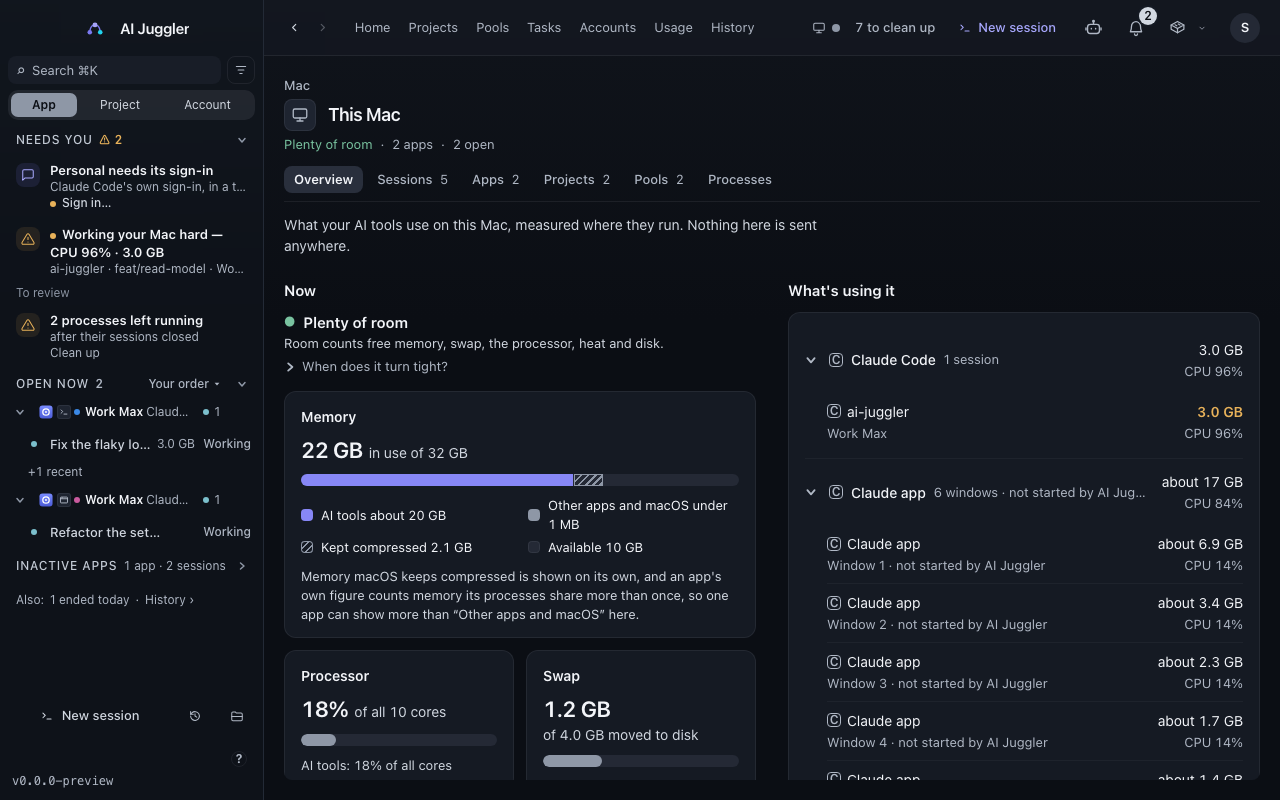 AI Juggler
Search ⌘K
App
Project
Account
NEEDS YOU 2
Personal needs its sign-in
Claude Code's own sign-in, in a t…
Sign in…
Working your Mac hard —
CPU 96% · 3.0 GB
ai-juggler · feat/read-model · Wo…
To review
2 processes left running
after their sessions closed
Clean up
OPEN NOW 2
Your order
Work Max Claud… 1
Fix the flaky lo… 3.0 GB Working
+1 recent
Work Max Claud… 1
Refactor the set… Working
INACTIVE APPS 1 app · 2 sessions
Also: 1 ended today · History ›
New session
?
v0.0.0-preview
Home
Projects
Pools
Tasks
Accounts
Usage
History
7 to clean up
New session
2
S
Mac
This Mac
Plenty of room · 2 apps · 2 open
Overview
Sessions 5
Apps 2
Projects 2
Pools 2
Processes
What your AI tools use on this Mac, measured where they run. Nothing here is sent
anywhere.
Now
Plenty of room
Room counts free memory, swap, the processor, heat and disk.
When does it turn tight?
Memory
22 GB in use of 32 GB
AI tools about 20 GB
Other apps and macOS under
1 MB
Kept compressed 2.1 GB
Available 10 GB
Memory macOS keeps compressed is shown on its own, and an app's
own figure counts memory its processes share more than once, so one
app can show more than “Other apps and macOS” here.
Processor
18% of all 10 cores
AI tools: 18% of all cores
Swap
1.2 GB
of 4.0 GB moved to disk
What's using it
C Claude Code 1 session
3.0 GB
CPU 96%
C ai-juggler
3.0 GB
Work Max
CPU 96%
C Claude app 6 windows · not started by AI Jug…
about 17 GB
CPU 84%
C Claude app
about 6.9 GB
Window 1 · not started by AI Juggler
CPU 14%
C Claude app
about 3.4 GB
Window 2 · not started by AI Juggler
CPU 14%
C Claude app
about 2.3 GB
Window 3 · not started by AI Juggler
CPU 14%
C Claude app
about 1.7 GB
Window 4 · not started by AI Juggler
CPU 14%
C Claude app
about 1.4 GB